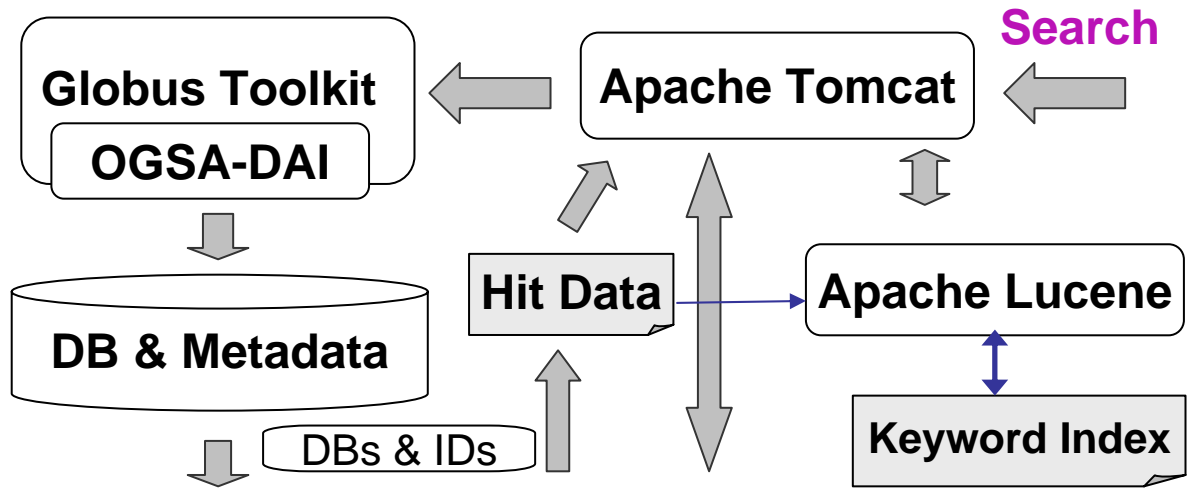 Search
Globus Toolkit
Apache Tomcat
OGSA-DAI
Hit Data
Apache Lucene
DB & Metadata
Keyword Index
DBs & IDs